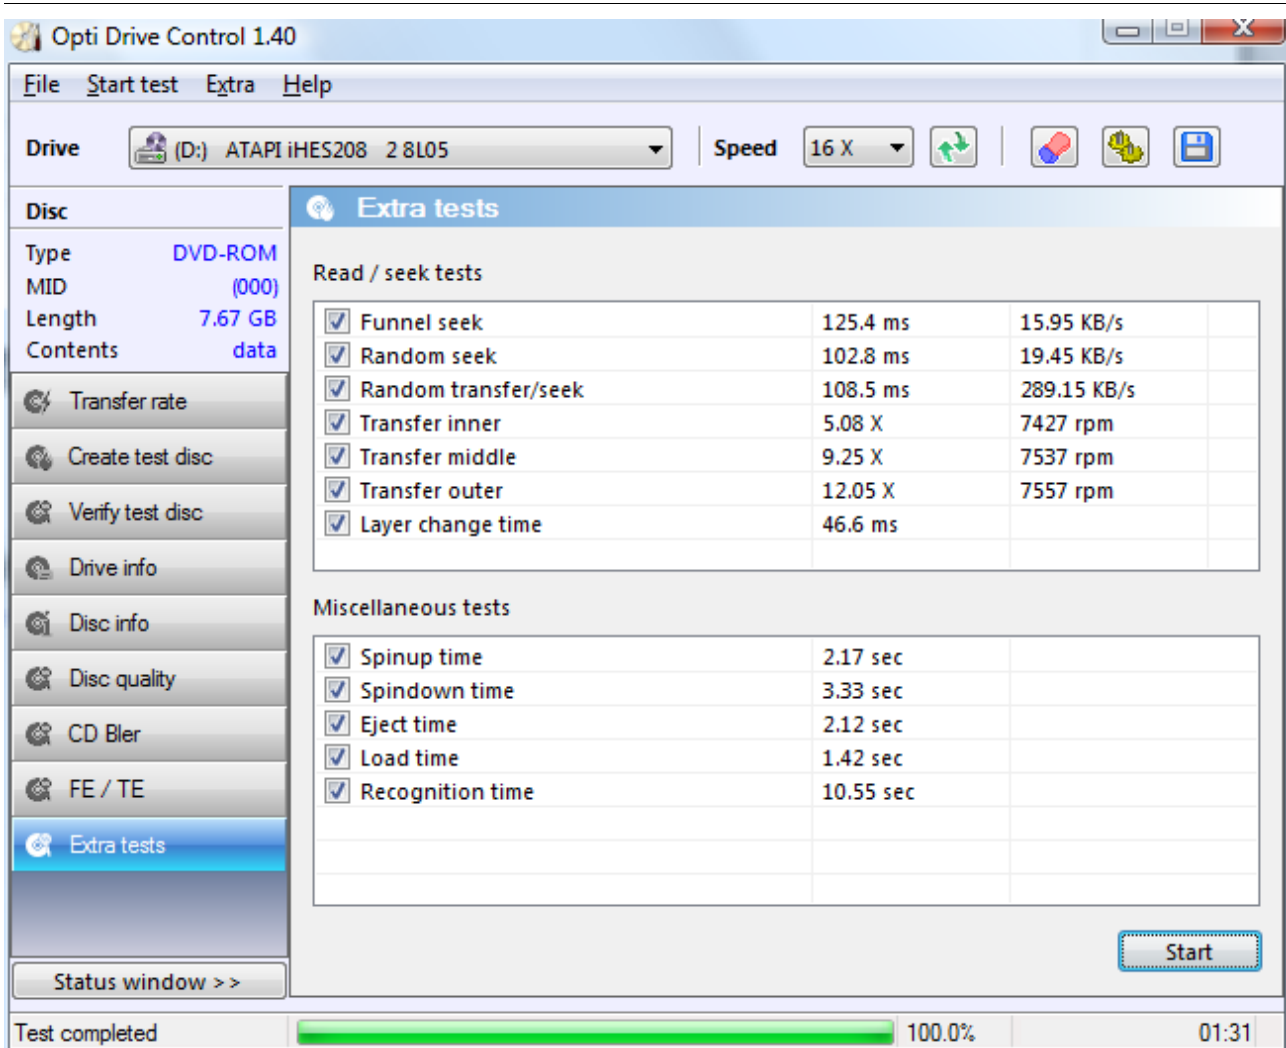 Opti Drive Control 1.40
File Start test Extra Help
Drive (D:) ATAPI iHES208 2 8L05 Speed 16 X
Disc
Type DVD-ROM
MID (000)
Length 7.67 GB
Contents data
Transfer rate
Create test disc
Verify test disc
Drive info
Disc info
Disc quality
CD Bler
FE / TE
Extra tests
Status window >>
Extra tests
Read / seek tests
Funnel seek 125.4 ms 15.95 KB/s
Random seek 102.8 ms 19.45 KB/s
Random transfer/seek 108.5 ms 289.15 KB/s
Transfer inner 5.08 X 7427 rpm
Transfer middle 9.25 X 7537 rpm
Transfer outer 12.05 X 7557 rpm
Layer change time 46.6 ms
Miscellaneous tests
Spinup time 2.17 sec
Spindown time 3.33 sec
Eject time 2.12 sec
Load time 1.42 sec
Recognition time 10.55 sec
Start
Test completed 100.0% 01:31